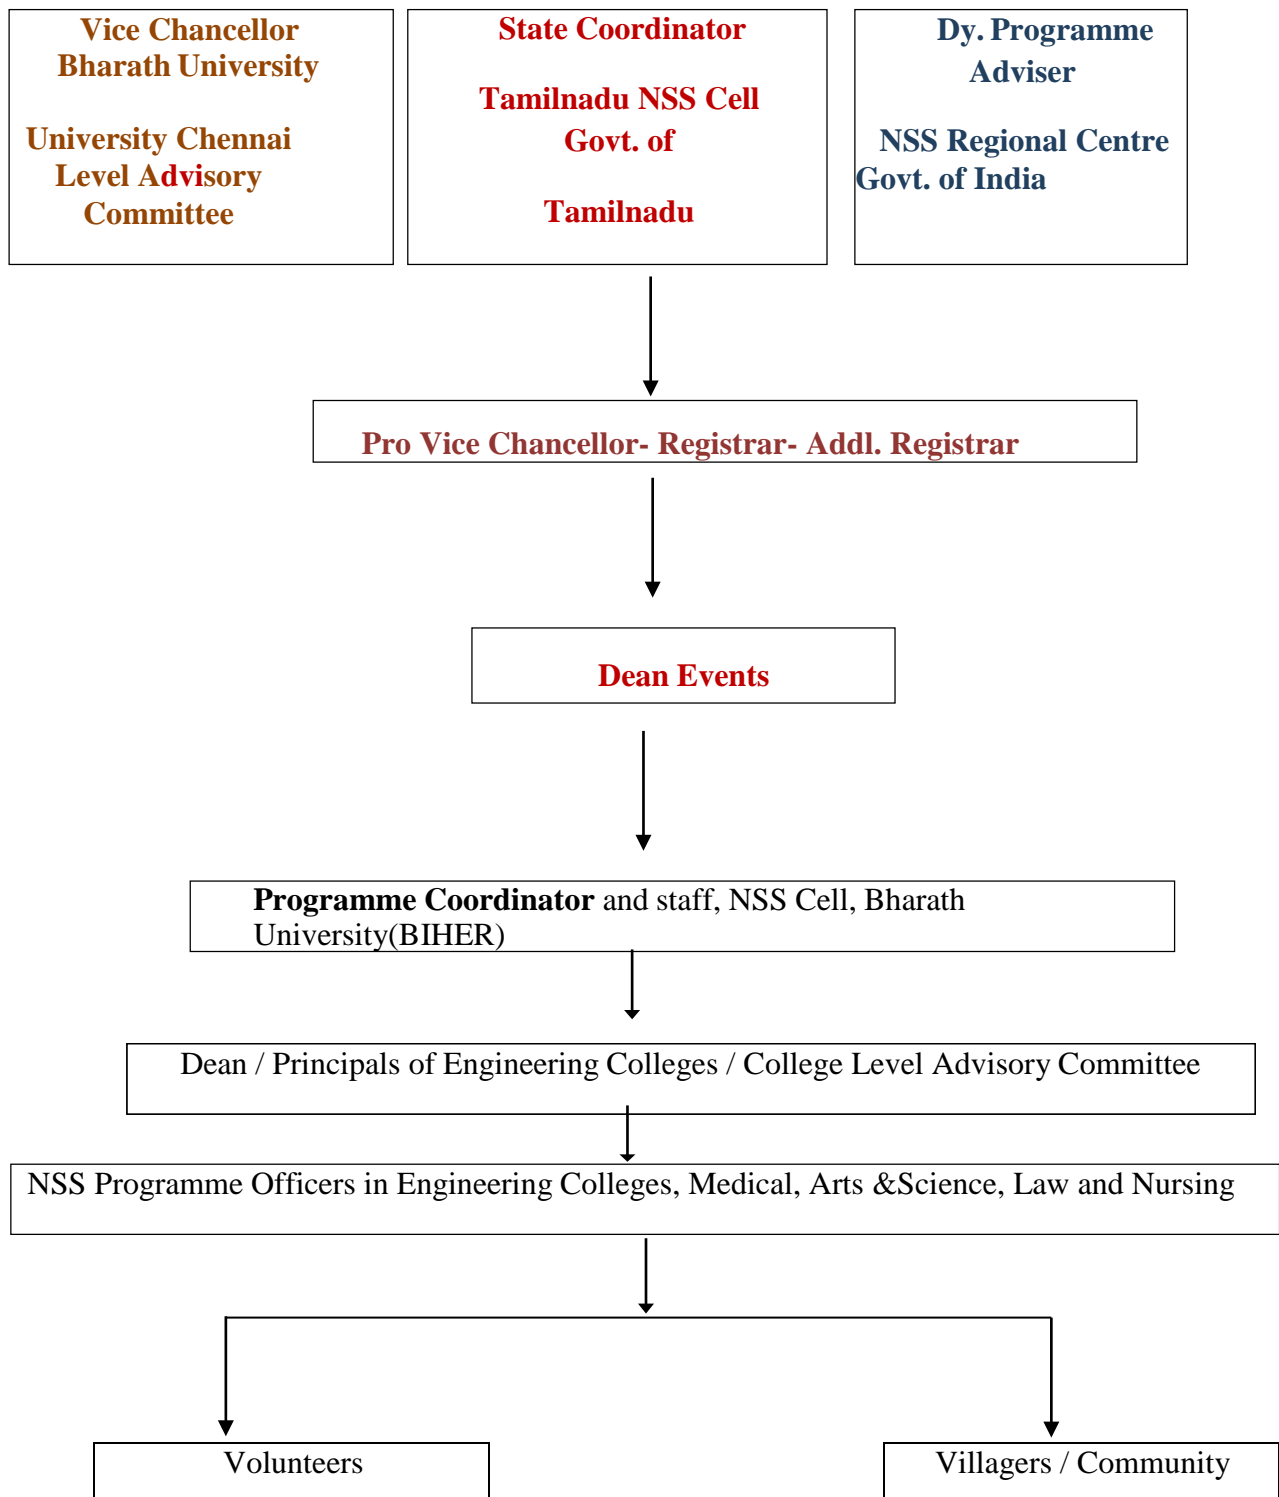 Vice Chancellor
Bharath University
University Chennai
Level Advisory
Committee
State Coordinator
Tamilnadu NSS Cell
Govt. of
Tamilnadu
Dy. Programme
Adviser
NSS Regional Centre
Govt. of India
Pro Vice Chancellor- Registrar- Addl. Registrar
Dean Events
Programme Coordinator and staff, NSS Cell, Bharath
University(BIHER)
Dean / Principals of Engineering Colleges / College Level Advisory Committee
NSS Programme Officers in Engineering Colleges, Medical, Arts &Science, Law and Nursing
Volunteers
Villagers / Community